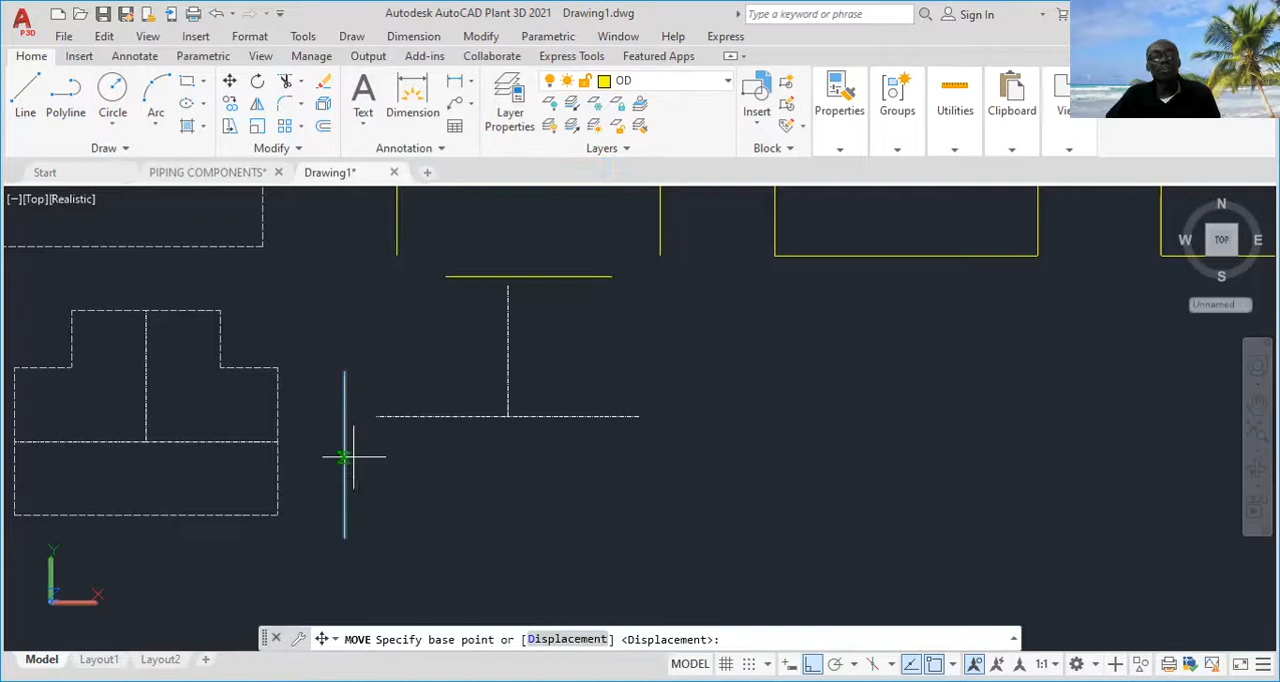 Autodesk AutoCAD Plant 3D 2021 Drawing1.dwg
Type a keyword or phrase
Sign In
P3D
File Edit View Insert Format Tools Draw Dimension Modify Parametric Window Help Express
Home Insert Annotate Parametric View Manage Output Add-ins Collaborate Express Tools Featured Apps
OD
Line Polyline Circle Arc
Text Dimension
Layer
Properties
Insert
Properties Groups Utilities Clipboard
Draw Modify Annotation Layers Block
Start PIPING COMPONENTS* Drawing1*
[−][Top][Realistic]
N
W TOP E
S
Unnamed
Y
X
MOVE Specify base point or [Displacement] <Displacement>:
Model Layout1 Layout2
MODEL 1:1